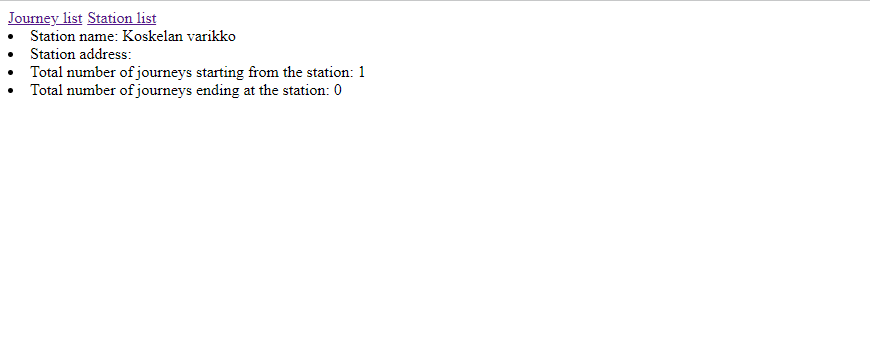 Journey list Station list
• Station name: Koskelan varikko
• Station address:
• Total number of journeys starting from the station: 1
• Total number of journeys ending at the station: 0